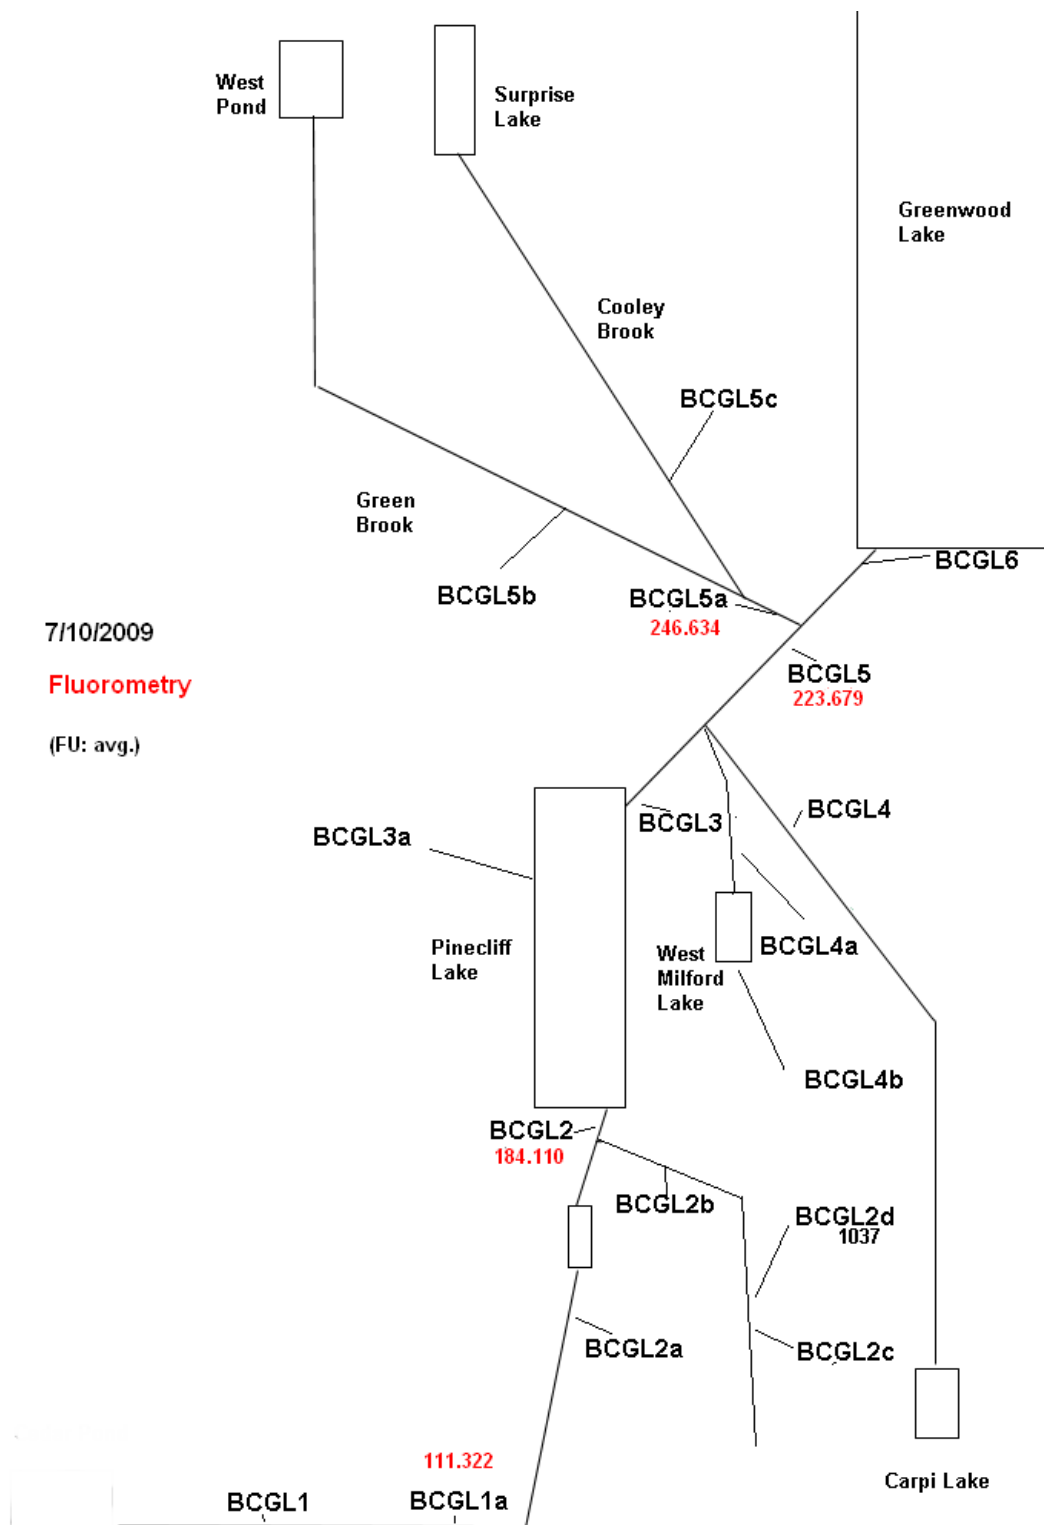 West
Pond
Surprise
Lake
Greenwood
Lake
Cooley
Brook
BCGL5c
Green
Brook
BCGL6
BCGL5b
BCGL5a
246.634
7/10/2009
BCGL5
223.679
Fluorometry
(FU: avg.)
BCGL4
BCGL3
BCGL3a
Pinecliff
Lake
West
Milford
Lake
BCGL4a
BCGL4b
BCGL2
184.110
BCGL2b
BCGL2d
1037
BCGL2a
BCGL2c
111.322
Carpi Lake
BCGL1
BCGL1a